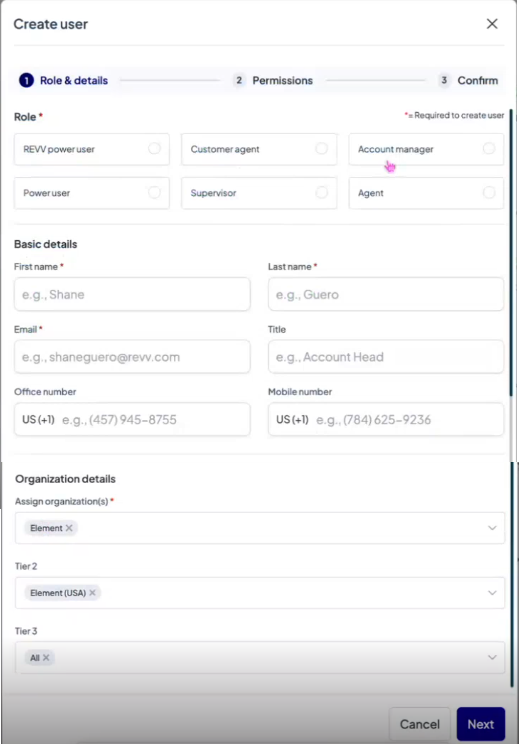 Create user
1 Role & details 2 Permissions 3 Confirm
Role * *= Required to create user
REVV power user Customer agent Account manager
Power user Supervisor Agent
Basic details
First name * Last name *
e.g., Shane e.g., Guero
Email * Title
e.g., shaneguero@revv.com e.g., Account Head
Office number Mobile number
US (+1) e.g., (457) 945–8755 US (+1) e.g., (784) 625–9236
Organization details
Assign organization(s) *
Element
Tier 2
Element (USA)
Tier 3
All
Cancel Next